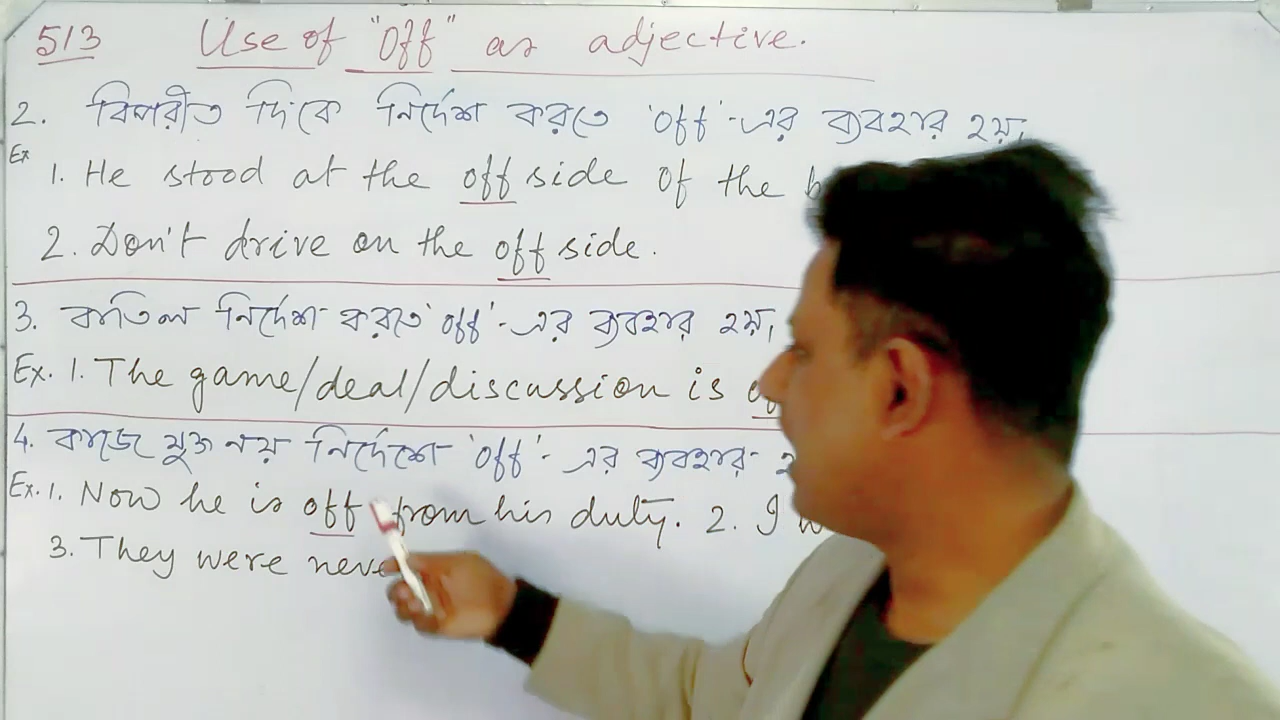 513 Use of "Off" as adjective.
2. বিপরীত দিকে নির্দেশ করতে 'off'-এর ব্যবহার হয়।
Ex 1. He stood at the off side of the
2. Don't drive on the off side.
3. বাতিল নির্দেশ করতে 'off'-এর ব্যবহার হয়।
Ex. 1. The game/deal/discussion is
4. কাজে যুক্ত নয় নির্দেশে 'off'- এর ব্যবহার
Ex. 1. Now he is off from his duty. 2. I
3. They were